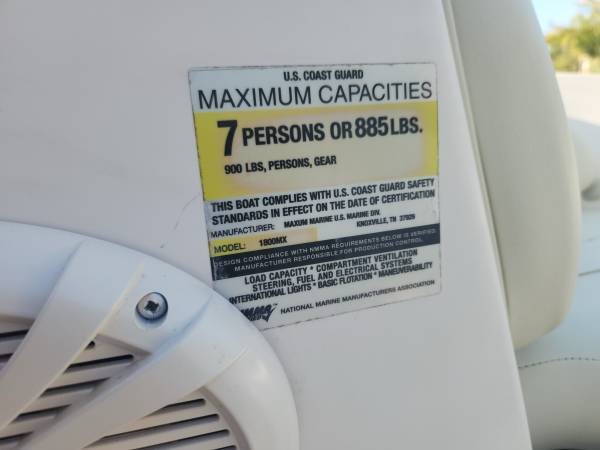 U.S. COAST GUARD
MAXIMUM CAPACITIES
7 PERSONS OR 885 LBS.
900 LBS, PERSONS, GEAR
THIS BOAT COMPLIES WITH U.S. COAST GUARD SAFETY
STANDARDS IN EFFECT ON THE DATE OF CERTIFICATION
MANUFACTURER: MAXUM MARINE U.S. MARINE DIV.
KNOXVILLE, TN 37929
MODEL: 1800MX
DESIGN COMPLIANCE WITH NMMA REQUIREMENTS BELOW IS VERIFIED.
MANUFACTURER RESPONSIBLE FOR PRODUCTION CONTROL.
LOAD CAPACITY * COMPARTMENT VENTILATION
STEERING, FUEL AND ELECTRICAL SYSTEMS
INTERNATIONAL LIGHTS * BASIC FLOTATION * MANEUVERABILITY
NATIONAL MARINE MANUFACTURERS ASSOCIATION